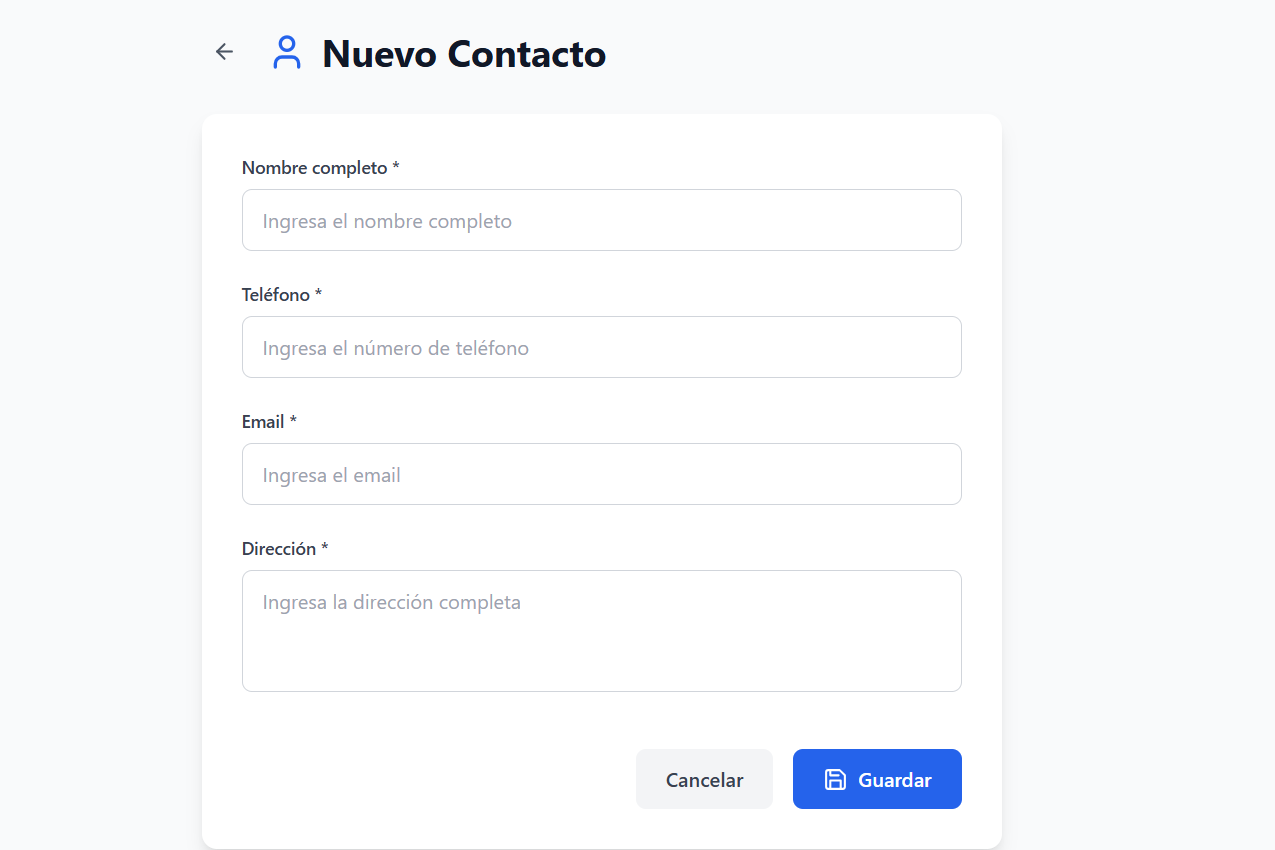 Nuevo Contacto
Nombre completo *
Ingresa el nombre completo
Teléfono *
Ingresa el número de teléfono
Email *
Ingresa el email
Dirección *
Ingresa la dirección completa
Cancelar
Guardar